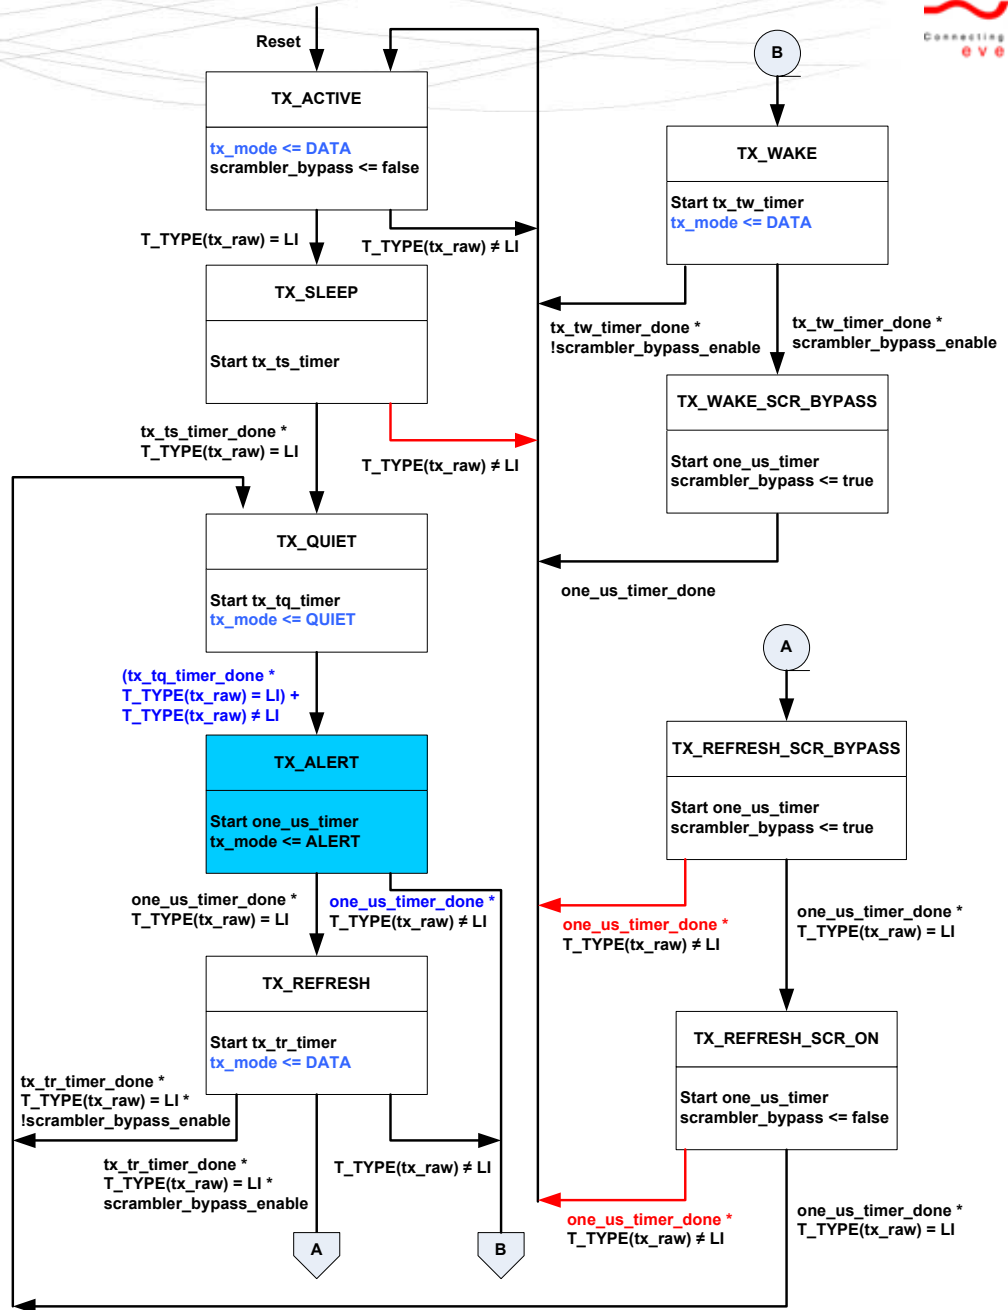 Connecting
eve
Reset
TX_ACTIVE
tx_mode <= DATA
scrambler_bypass <= false
T_TYPE(tx_raw) = LI
T_TYPE(tx_raw) ≠ LI
TX_SLEEP
Start tx_ts_timer
tx_ts_timer_done *
T_TYPE(tx_raw) = LI
T_TYPE(tx_raw) ≠ LI
TX_QUIET
Start tx_tq_timer
tx_mode <= QUIET
(tx_tq_timer_done *
T_TYPE(tx_raw) = LI) +
T_TYPE(tx_raw) ≠ LI
TX_ALERT
Start one_us_timer
tx_mode <= ALERT
one_us_timer_done *
T_TYPE(tx_raw) = LI
one_us_timer_done *
T_TYPE(tx_raw) ≠ LI
TX_REFRESH
Start tx_tr_timer
tx_mode <= DATA
tx_tr_timer_done *
T_TYPE(tx_raw) = LI *
!scrambler_bypass_enable
tx_tr_timer_done *
T_TYPE(tx_raw) = LI *
scrambler_bypass_enable
T_TYPE(tx_raw) ≠ LI
A
B
B
TX_WAKE
Start tx_tw_timer
tx_mode <= DATA
tx_tw_timer_done *
!scrambler_bypass_enable
tx_tw_timer_done *
scrambler_bypass_enable
TX_WAKE_SCR_BYPASS
Start one_us_timer
scrambler_bypass <= true
one_us_timer_done
A
TX_REFRESH_SCR_BYPASS
Start one_us_timer
scrambler_bypass <= true
one_us_timer_done *
T_TYPE(tx_raw) ≠ LI
one_us_timer_done *
T_TYPE(tx_raw) = LI
TX_REFRESH_SCR_ON
Start one_us_timer
scrambler_bypass <= false
one_us_timer_done *
T_TYPE(tx_raw) ≠ LI
one_us_timer_done *
T_TYPE(tx_raw) = LI